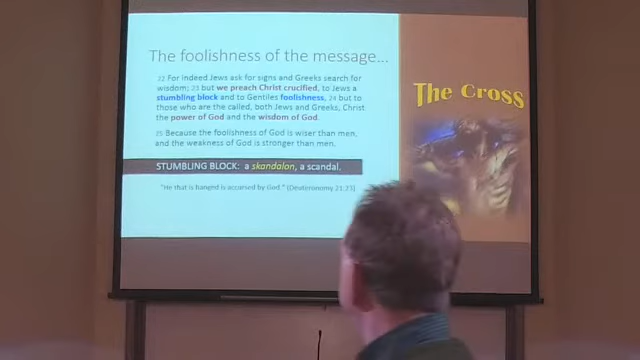 The foolishness of the message...
22 For indeed Jews ask for signs and Greeks search for
wisdom; 23 but we preach Christ crucified, to Jews a
stumbling block and to Gentiles foolishness, 24 but to
those who are the called, both Jews and Greeks, Christ
the power of God and the wisdom of God.
25 Because the foolishness of God is wiser than men,
and the weakness of God is stronger than men.
STUMBLING BLOCK: a skandalon, a scandal.
"He that is hanged is accursed by God." (Deuteronomy 21:23)
The Cross